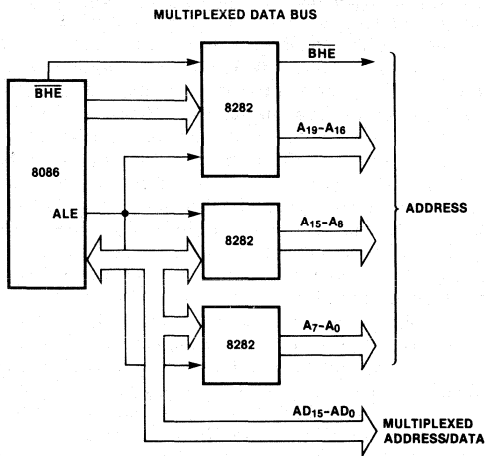 MULTIPLEXED DATA BUS
BHE
BHE
8282
A19–A16
8086
ALE
A15–A8
ADDRESS
8282
A7–A0
8282
AD15–AD0
MULTIPLEXED
ADDRESS/DATA